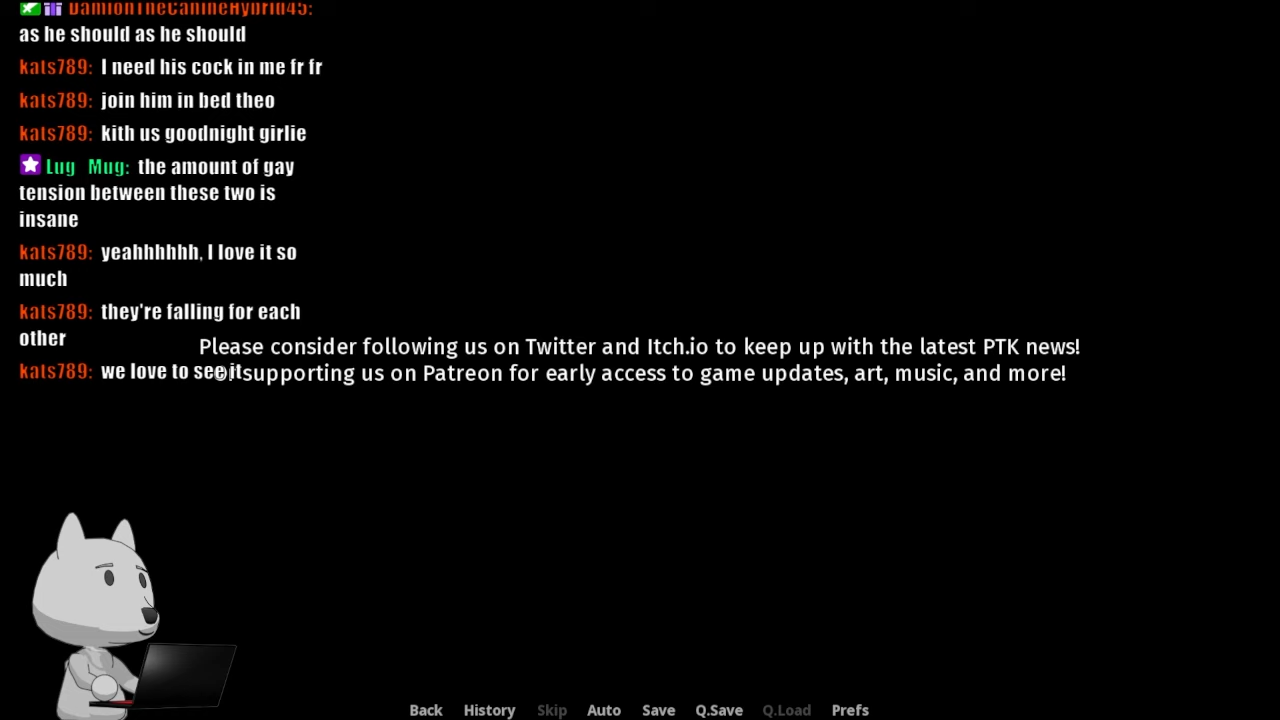 DamionTheCanineHybrid45:
as he should as he should
kats789: I need his cock in me fr fr
kats789: join him in bed theo
kats789: kith us goodnight girlie
Lug Mug: the amount of gay
tension between these two is
insane
kats789: yeahhhhhh, I love it so
much
kats789: they're falling for each
other
kats789: we love to see it
Please consider following us on Twitter and Itch.io to keep up with the latest PTK news!
or supporting us on Patreon for early access to game updates, art, music, and more!
Back History Skip Auto Save Q.Save Q.Load Prefs